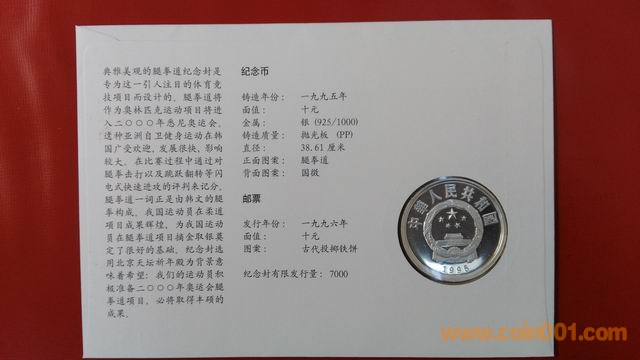 典雅美观的腿拳道纪念封是
专为这一引人注目的体育竞
技项目而设计的。腿拳道将
作为奥林匹克运动项目将进
入二〇〇〇年悉尼奥运会。
这种亚洲自卫健身运动在韩
国广受欢迎，发展很快，影响
较大。在比赛过程中通过对
腿拳击打以及跳跃翻转等闪
电式快速进攻的评判来记分。
腿拳道一词正是由韩文的腿拳
构成。我国运动员在柔道
项目成果辉煌，为我国运动
员在腿拳道项目摘金取银奠
定了很好的基础。纪念封选
用北京天坛祈年殿为背景意
味着希望：我们的运动员积
极准备二〇〇〇年奥运会腿
拳道项目，必将取得丰硕的
成果。
纪念币
铸造年份： 一九九五年
面值： 十元
金属： 银 (925/1000)
铸造质量： 抛光板 (PP)
直径： 38.61 厘米
正面图案： 腿拳道
背面图案： 国徽
邮票
发行年份： 一九九六年
面值： 十元
图案： 古代投掷铁饼
纪念封有限发行量： 7000
中华人民共和国
1995
www.coin001.com